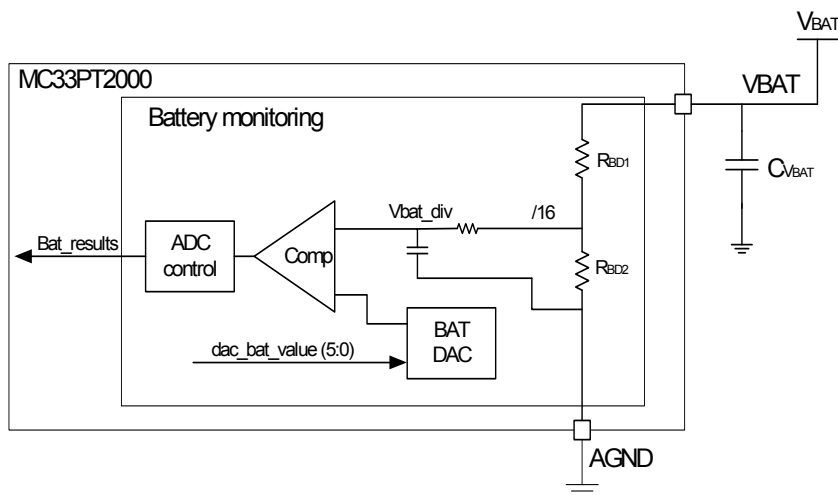 VBAT
MC33PT2000
VBAT
Battery monitoring
RBD1
CVBAT
Vbat_div
/16
Bat_results
ADC
control
Comp
RBD2
BAT
DAC
dac_bat_value (5:0)
AGND